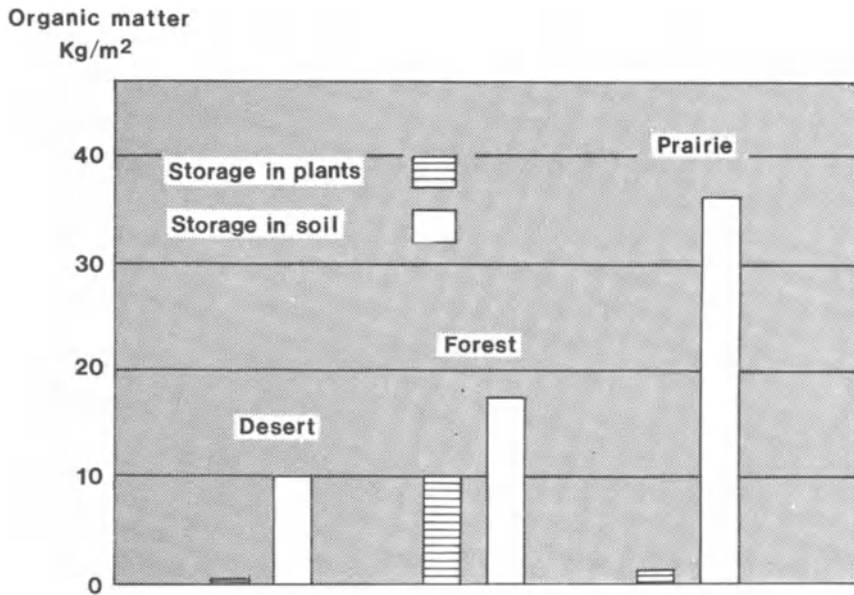 Organic matter
Kg/m²
40
30
20
10
0
Storage in plants
Storage in soil
Desert
Forest
Prairie